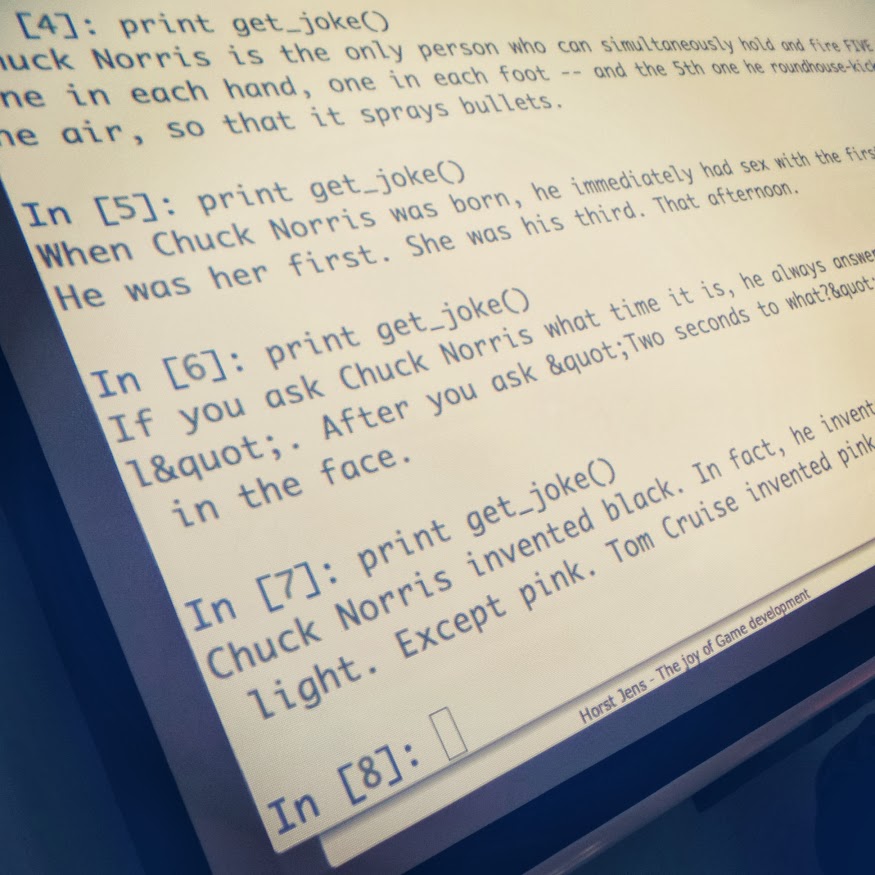 [4]: print get_joke()
huck Norris is the only person who can simultaneously hold and fire FIVE
ne in each hand, one in each foot -- and the 5th one he roundhouse-kick
he air, so that it sprays bullets.
In [5]: print get_joke()
When Chuck Norris was born, he immediately had sex with the first
He was her first. She was his third. That afternoon.
In [6]: print get_joke()
If you ask Chuck Norris what time it is, he always answer
l&quot;. After you ask &quot;Two seconds to what?&quot;
in the face.
In [7]: print get_joke()
Chuck Norris invented black. In fact, he invent
light. Except pink. Tom Cruise invented pink
In [8]:
Horst Jens - The joy of Game development